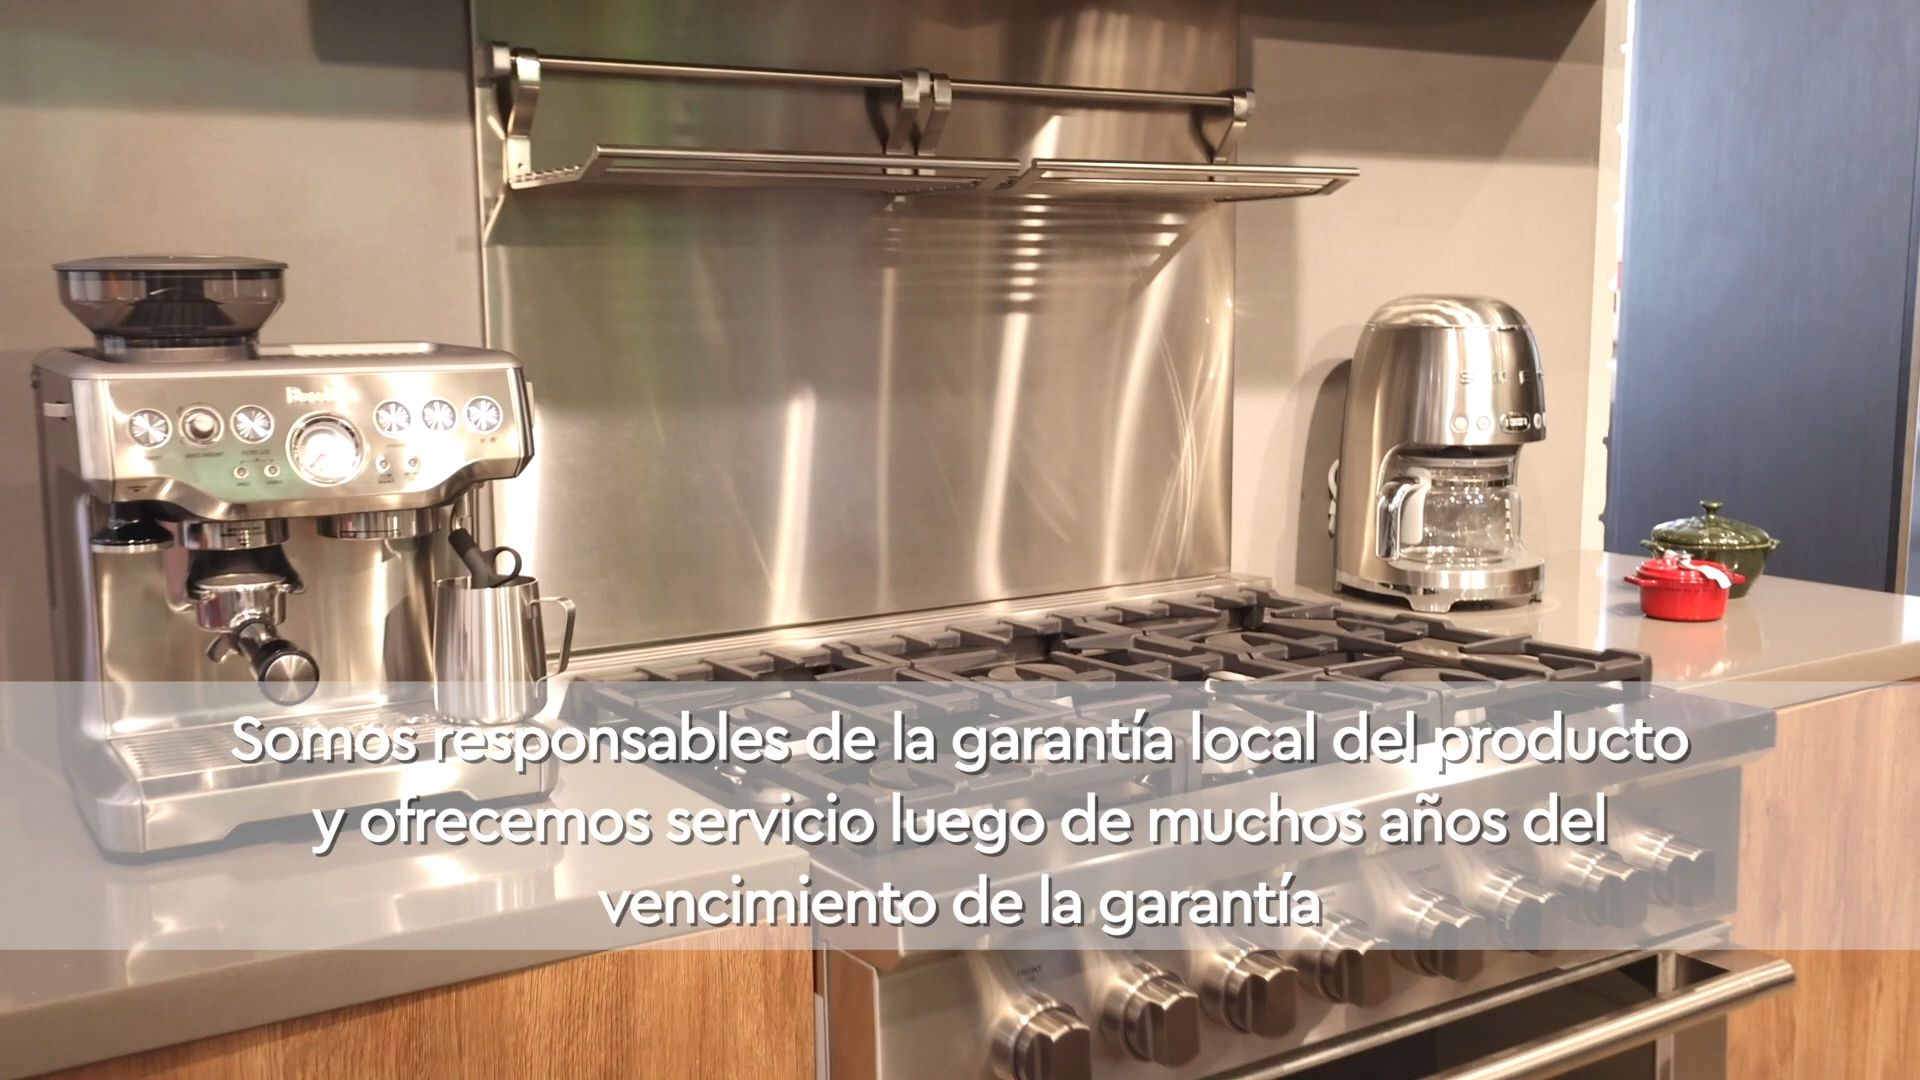 Somos responsables de la garantía local del producto
y ofrecemos servicio luego de muchos años del
vencimiento de la garantía
FRONT